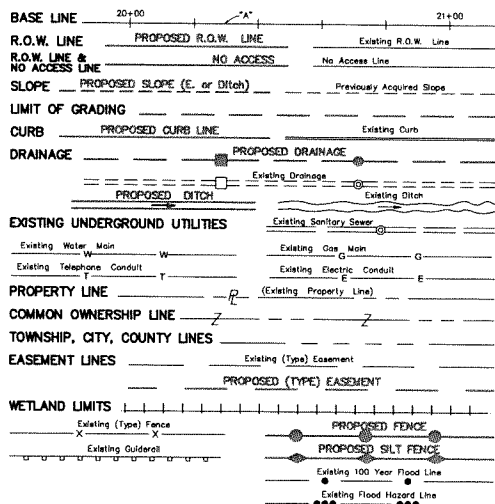 20+00 "A" 21+00
BASE LINE
R.O.W. LINE PROPOSED R.O.W. LINE Existing R.O.W. Line
R.O.W. LINE & NO ACCESS LINE NO ACCESS No Access Line
SLOPE PROPOSED SLOPE (E. or Ditch) Previously Acquired Slope
LIMIT OF GRADING
CURB PROPOSED CURB LINE Existing Curb
DRAINAGE PROPOSED DRAINAGE
Existing Drainage
PROPOSED DITCH Existing Ditch
EXISTING UNDERGROUND UTILITIES Existing Sanitary Sewer
Existing Water Main Existing Gas Main
W W G G
Existing Telephone Conduit Existing Electric Conduit
T T E E
PROPERTY LINE PL (Existing Property Line)
COMMON OWNERSHIP LINE Z Z
TOWNSHIP, CITY, COUNTY LINES
EASEMENT LINES Existing (Type) Easement
PROPOSED (TYPE) EASEMENT
WETLAND LIMITS
Existing (Type) Fence PROPOSED FENCE
X X
Existing Guiderail PROPOSED SILT FENCE
Existing 100 Year Flood Line
Existing Flood Hazard Line